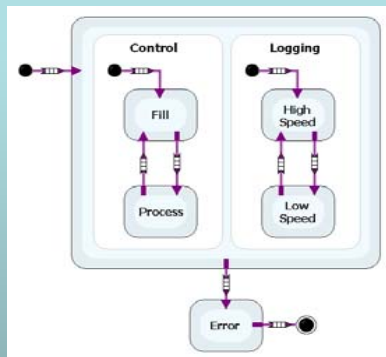 Control
Logging
Fill
High
Speed
Process
Low
Speed
Error